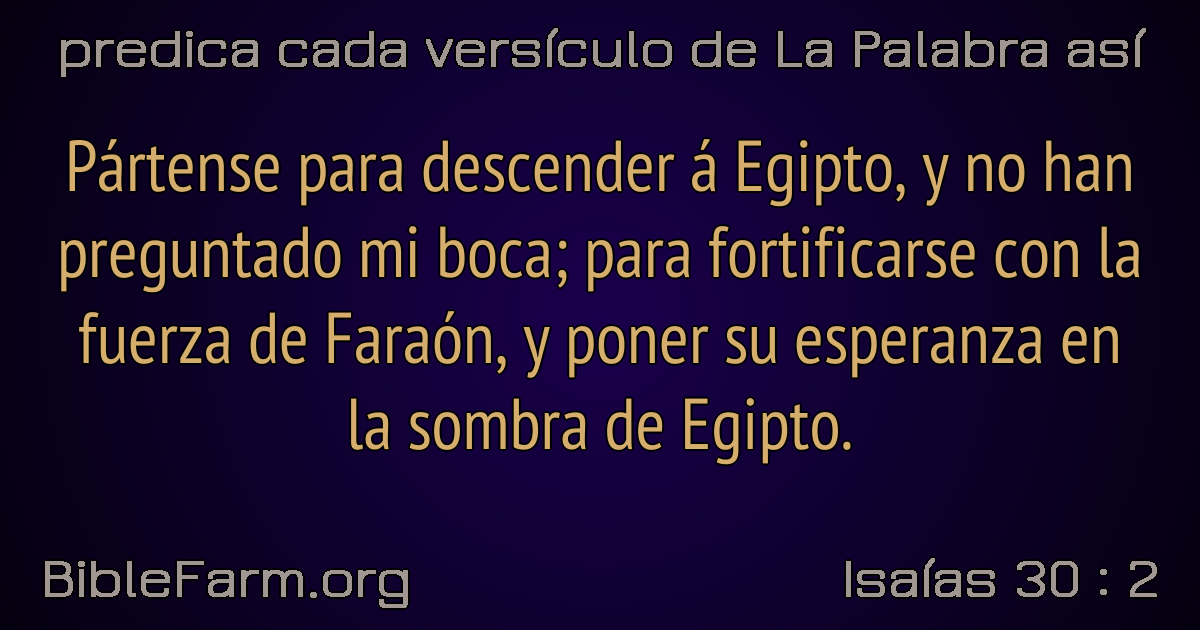 predica cada versículo de La Palabra así
Pártense para descender á Egipto, y no han
preguntado mi boca; para fortificarse con la
fuerza de Faraón, y poner su esperanza en
la sombra de Egipto.
BibleFarm.org
Isaías 30 : 2